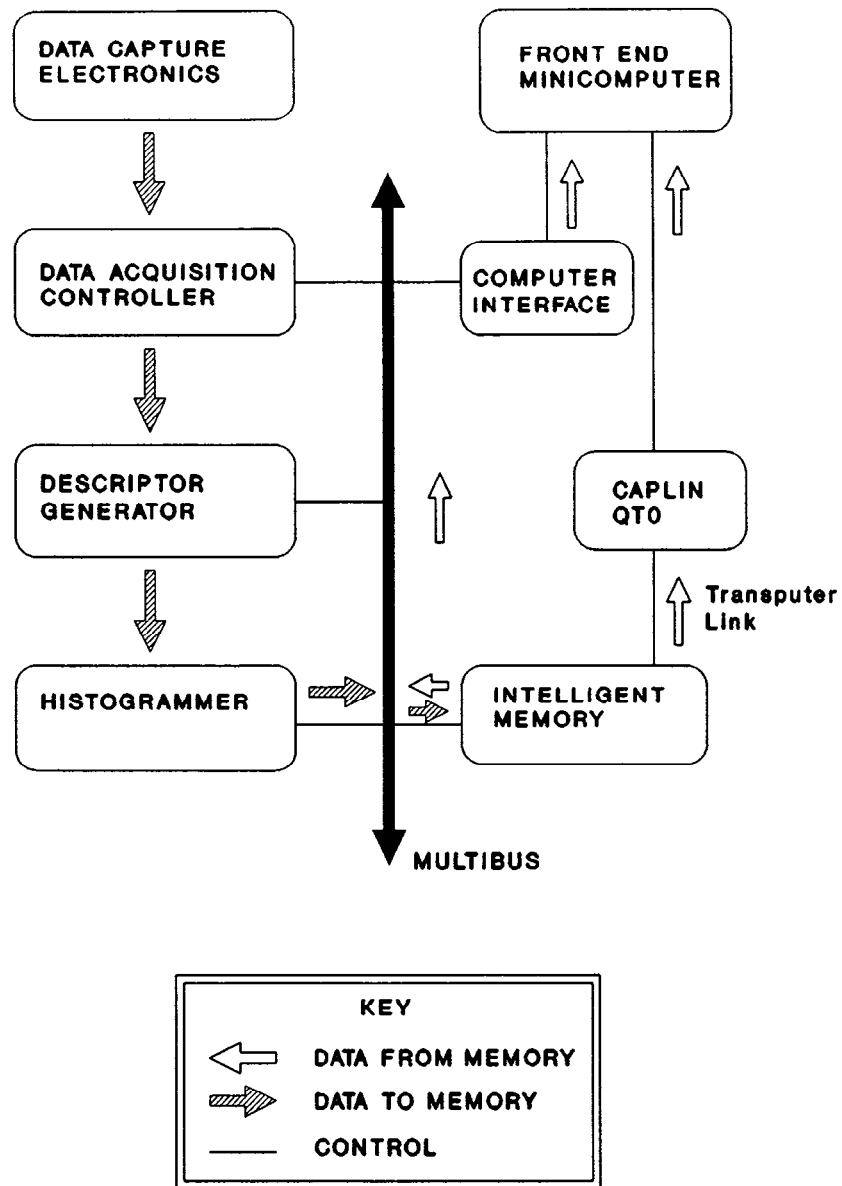 DATA CAPTURE
ELECTRONICS
FRONT END
MINICOMPUTER
DATA ACQUISITION
CONTROLLER
COMPUTER
INTERFACE
DESCRIPTOR
GENERATOR
CAPLIN
QT0
Transputer
Link
HISTOGRAMMER
INTELLIGENT
MEMORY
MULTIBUS
KEY
DATA FROM MEMORY
DATA TO MEMORY
CONTROL